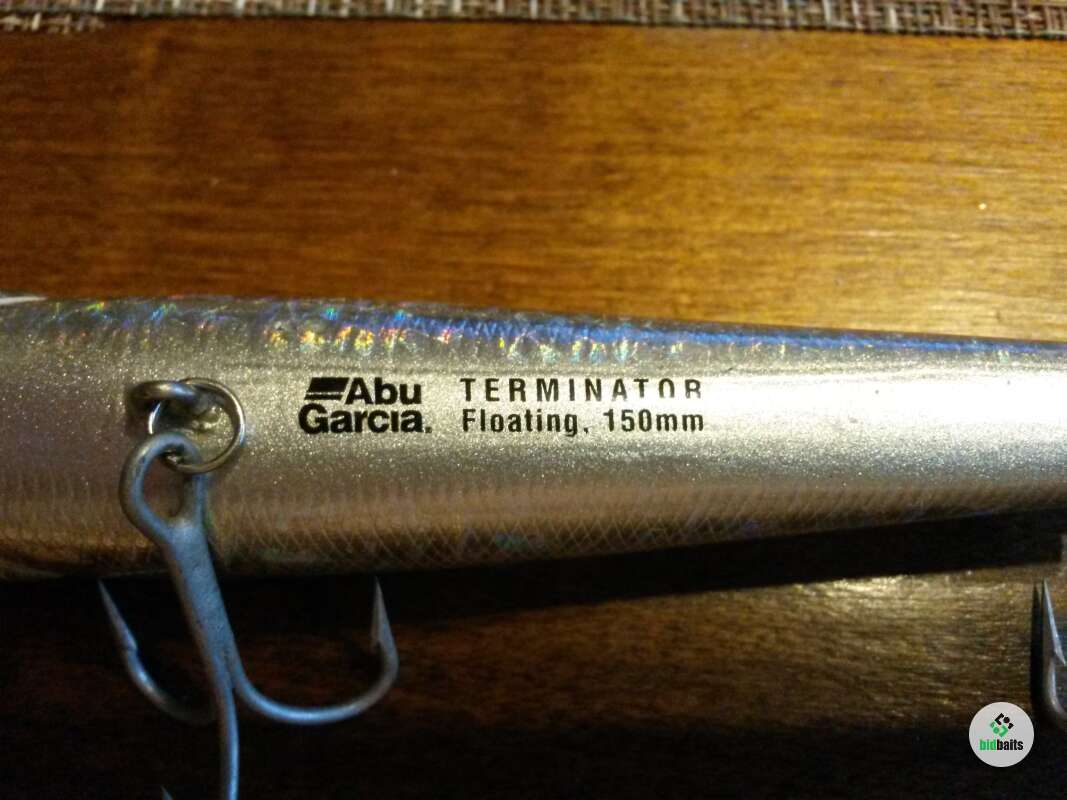 Abu
Garcia.
TERMINATOR
Floating, 150mm
bidbaits